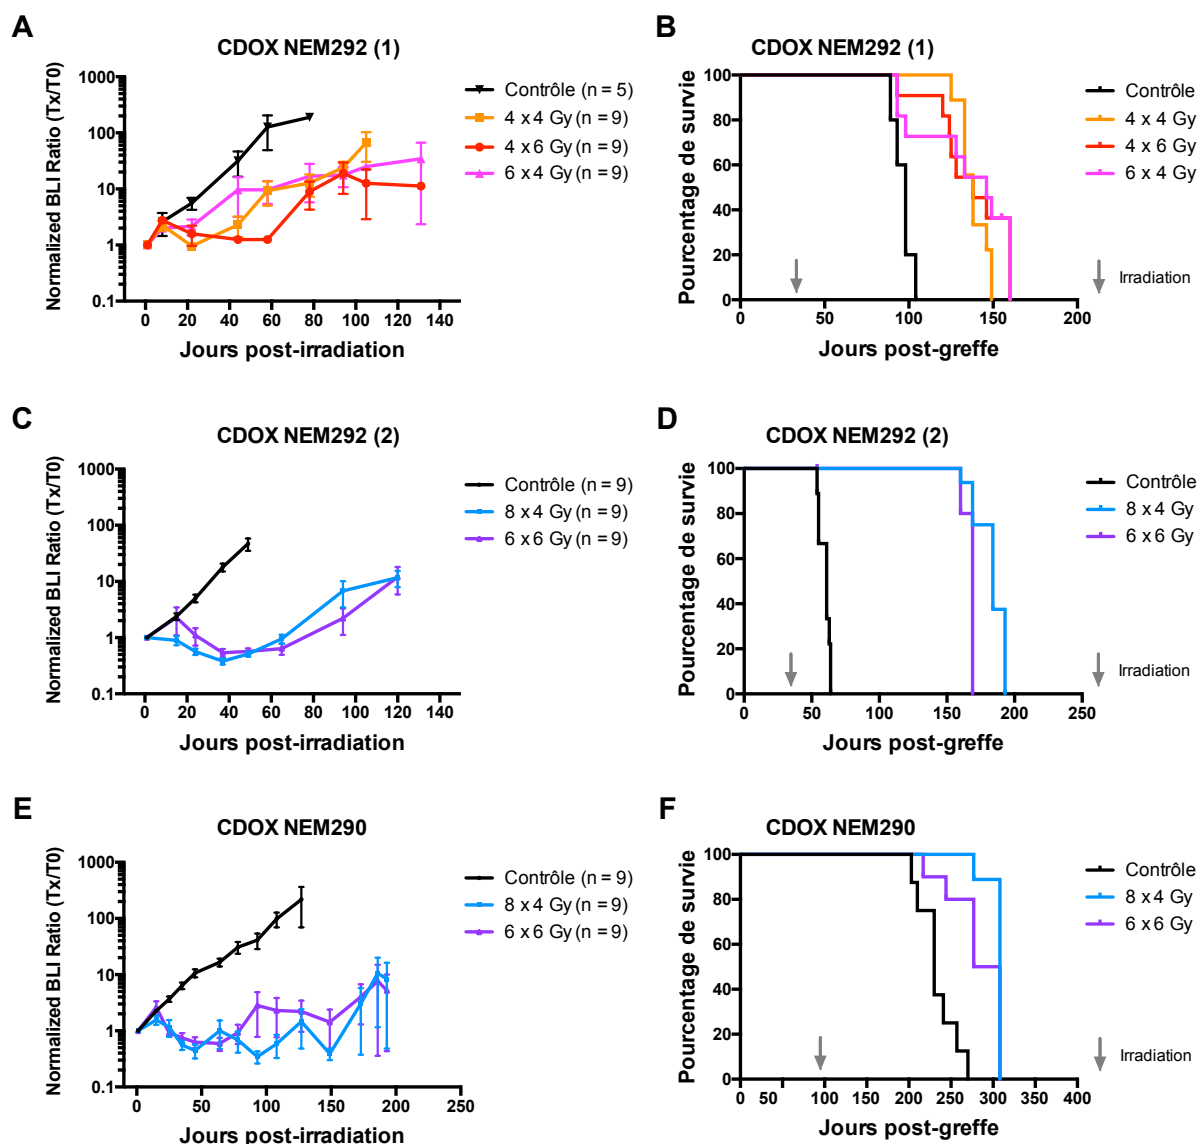 A
CDOX NEM292 (1)
Normalized BLI Ratio (Tx/T0)
1000
100
10
1
0.1
0 20 40 60 80 100 120 140
Jours post-irradiation
Contrôle (n = 5)
4 x 4 Gy (n = 9)
4 x 6 Gy (n = 9)
6 x 4 Gy (n = 9)
B
CDOX NEM292 (1)
Pourcentage de survie
100
80
60
40
20
0
0 50 100 150 200
Jours post-greffe
Contrôle
4 x 4 Gy
4 x 6 Gy
6 x 4 Gy
Irradiation
C
CDOX NEM292 (2)
Normalized BLI Ratio (Tx/T0)
1000
100
10
1
0.1
0 20 40 60 80 100 120 140
Jours post-irradiation
Contrôle (n = 9)
8 x 4 Gy (n = 9)
6 x 6 Gy (n = 9)
D
CDOX NEM292 (2)
Pourcentage de survie
100
80
60
40
20
0
0 50 100 150 200 250
Jours post-greffe
Contrôle
8 x 4 Gy
6 x 6 Gy
Irradiation
E
CDOX NEM290
Normalized BLI Ratio (Tx/T0)
1000
100
10
1
0.1
0 50 100 150 200 250
Jours post-irradiation
Contrôle (n = 9)
8 x 4 Gy (n = 9)
6 x 6 Gy (n = 9)
F
CDOX NEM290
Pourcentage de survie
100
80
60
40
20
0
0 50 100 150 200 250 300 350 400
Jours post-greffe
Contrôle
8 x 4 Gy
6 x 6 Gy
Irradiation